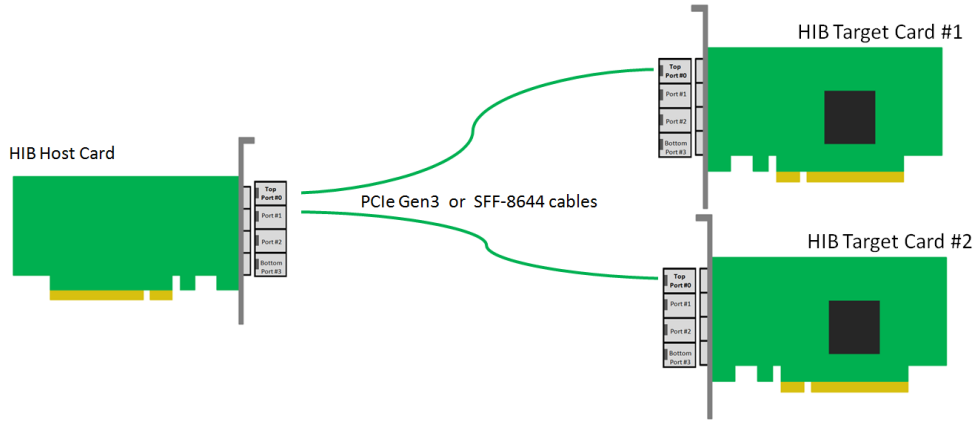 HIB Target Card #1
Top
Port #0
Port #1
Port #2
Bottom
Port #3
HIB Host Card
Top
Port #0
Port #1
Port #2
Bottom
Port #3
PCIe Gen3 or SFF-8644 cables
HIB Target Card #2
Top
Port #0
Port #1
Port #2
Bottom
Port #3